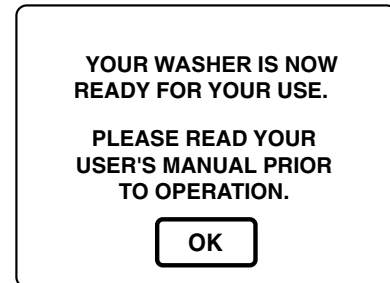 YOUR WASHER IS NOW
READY FOR YOUR USE.
PLEASE READ YOUR
USER'S MANUAL PRIOR
TO OPERATION.
OK